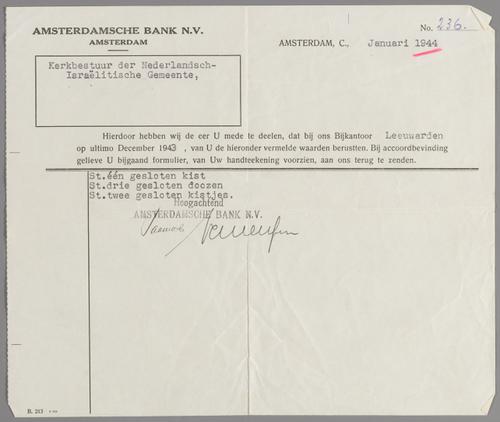 AMSTERDAMSCHE BANK N.V.
AMSTERDAM
No. 236.
AMSTERDAM, C., Januari 1944
Kerkbestuur der Nederlandsch-
Israëlitische Gemeente,
Hierdoor hebben wij de eer U mede te deelen, dat bij ons Bijkantoor Leeuwarden
op ultimo December 1943, van U de hieronder vermelde waarden berustten. Bij accoordbevinding
gelieve U bijgaand formulier, van Uw handteekening voorzien, aan ons terug te zenden.
St.één gesloten kist
St.drie gesloten doozen
St.twee gesloten kistjes.
Hoogachtend
AMSTERDAMSCHE BANK N.V.
B. 213